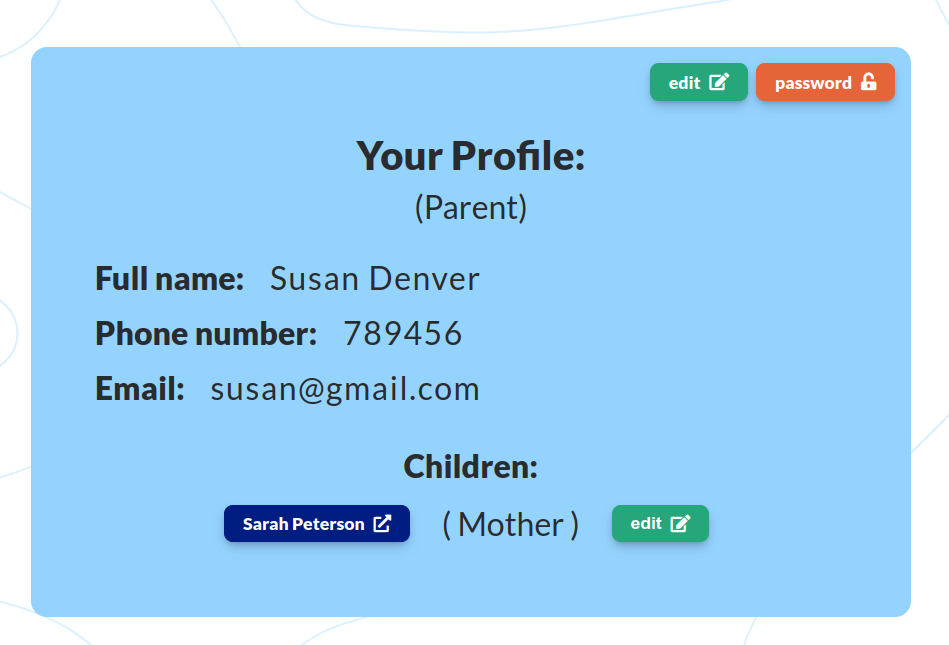 edit password
Your Profile:
(Parent)
Full name: Susan Denver
Phone number: 789456
Email: susan@gmail.com
Children:
Sarah Peterson ( Mother ) edit